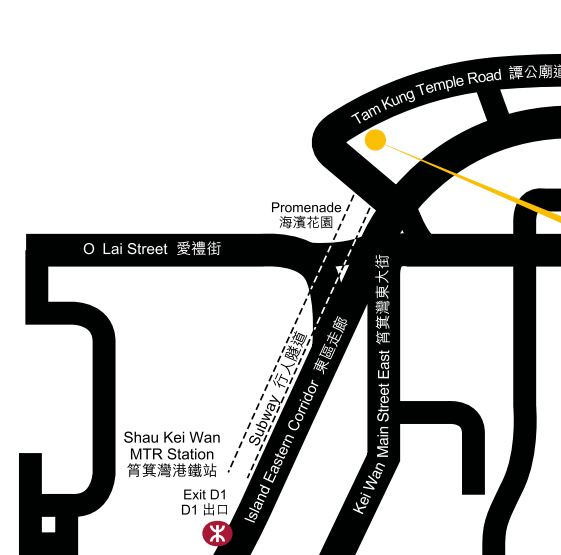 Tam Kung Temple Road 譚公廟道
Promenade
海濱花園
O Lai Street 愛禮街
Kei Wan Main Street East 筲箕灣東大街
Subway 行人隧道
Island Eastern Corridor 東區走廊
Shau Kei Wan
MTR Station
筲箕灣港鐵站
Exit D1
D1 出口